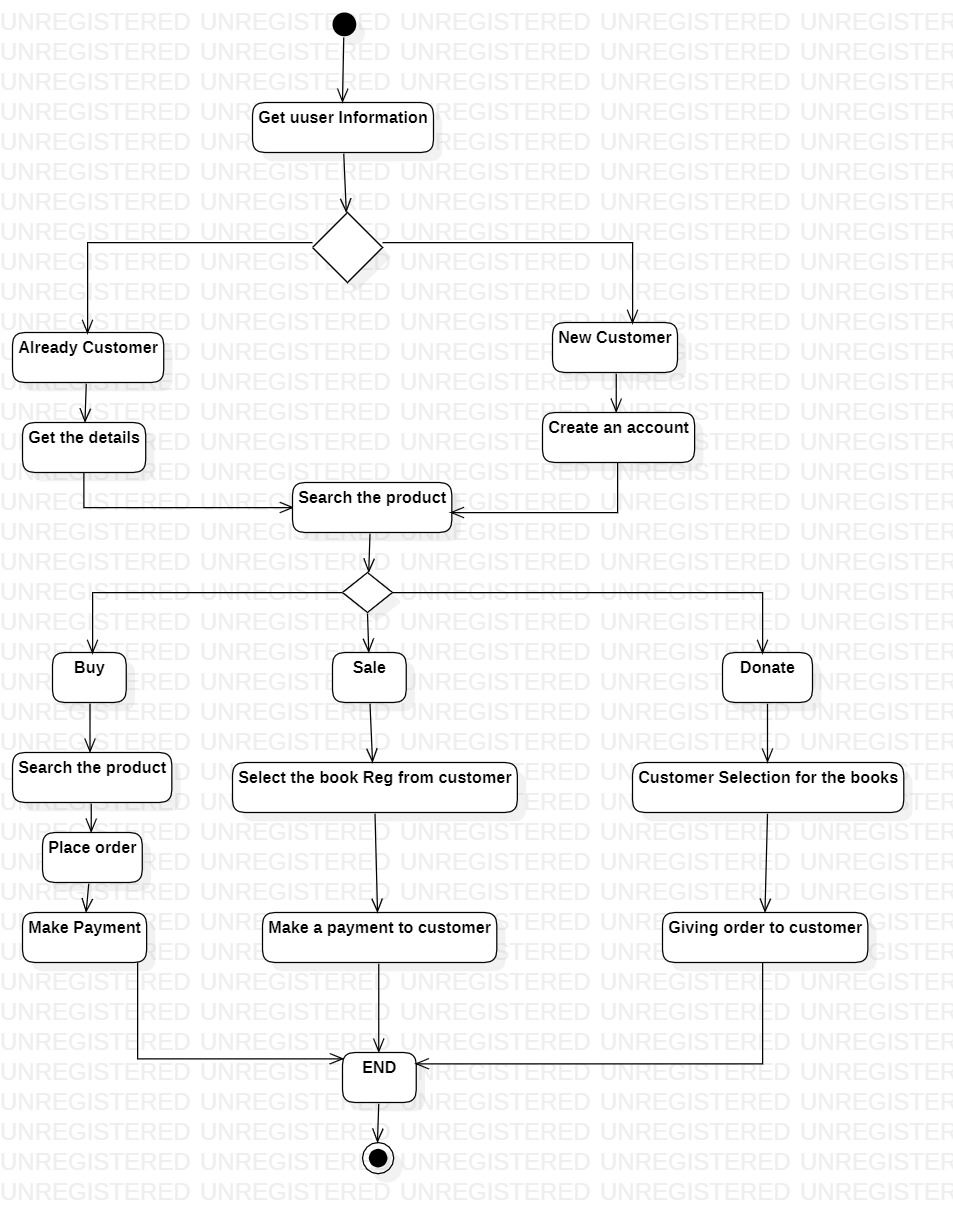 Get uuser Information
Already Customer
New Customer
Get the details
Create an account
Search the product
Buy
Sale
Donate
Search the product
Select the book Reg from customer
Customer Selection for the books
Place order
Make Payment
Make a payment to customer
Giving order to customer
END
UNREGISTERED